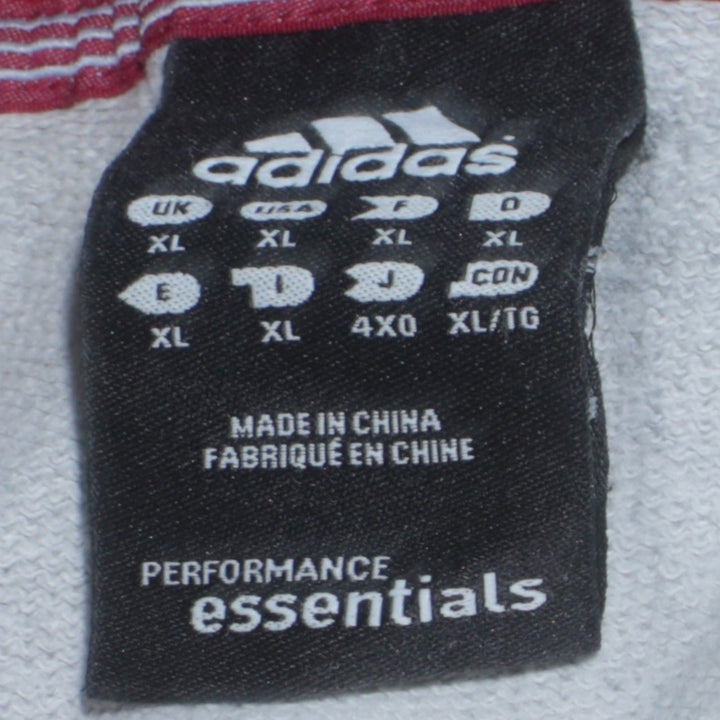 adidas
UK USA F D
XL XL XL XL
E I J CDN
XL XL 4XO XL/TG
MADE IN CHINA
FABRIQUÉ EN CHINE
PERFORMANCE
essentials